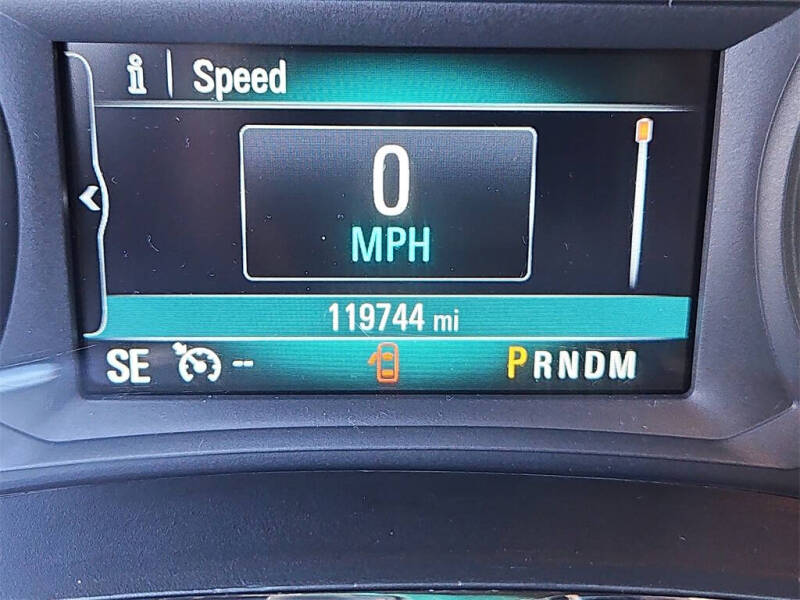 i | Speed
0
MPH
119744 mi
SE -- PRNDM